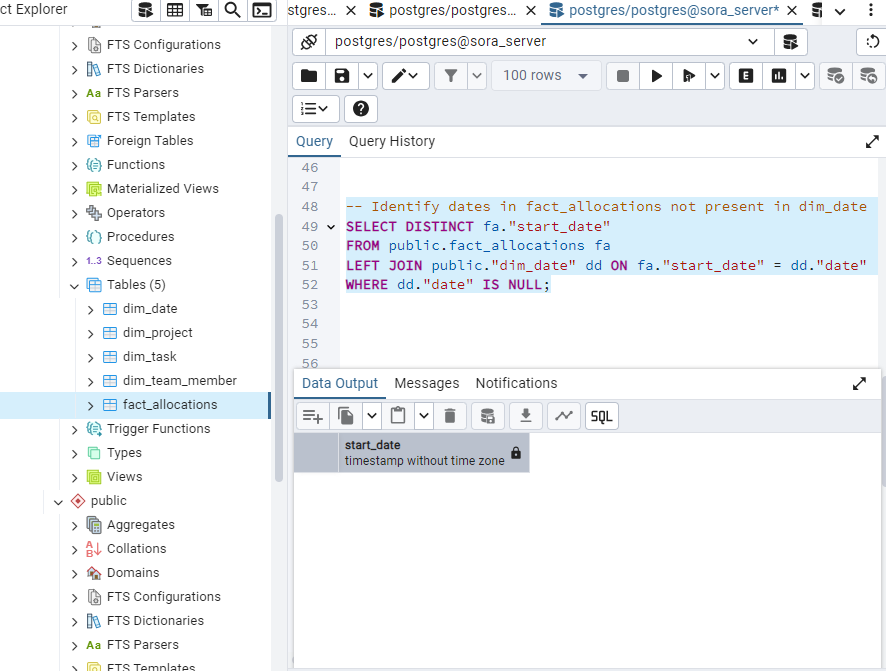 ct Explorer
FTS Configurations
FTS Dictionaries
Aa FTS Parsers
FTS Templates
Foreign Tables
Functions
Materialized Views
Operators
Procedures
1..3 Sequences
Tables (5)
dim_date
dim_project
dim_task
dim_team_member
fact_allocations
Trigger Functions
Types
Views
public
Aggregates
Collations
Domains
FTS Configurations
FTS Dictionaries
Aa FTS Parsers
FTS Templates
stgres... postgres/postgres... postgres/postgres@sora_server*
postgres/postgres@sora_server
100 rows
E
Query Query History
46
47
48 -- Identify dates in fact_allocations not present in dim_date
49 SELECT DISTINCT fa."start_date"
50 FROM public.fact_allocations fa
51 LEFT JOIN public."dim_date" dd ON fa."start_date" = dd."date"
52 WHERE dd."date" IS NULL;
53
54
55
56
Data Output Messages Notifications
SQL
start_date
timestamp without time zone